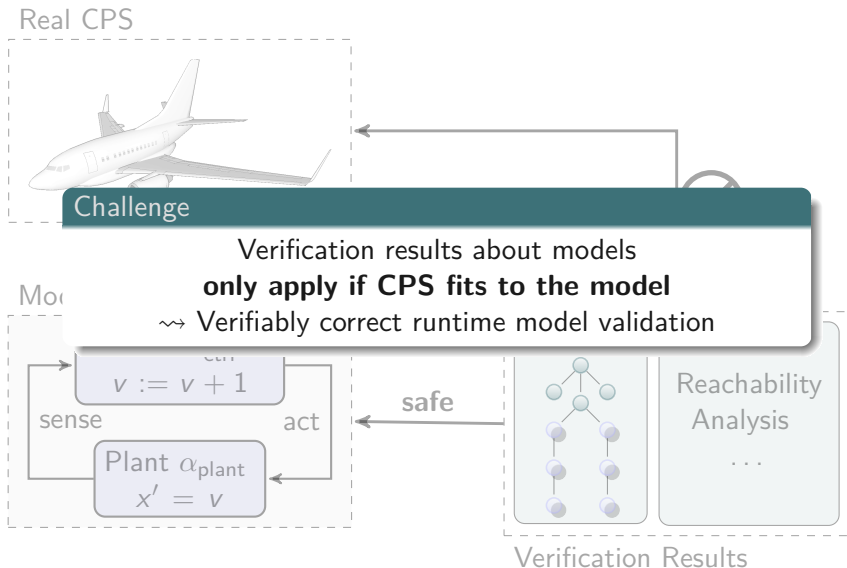 Real CPS
Challenge
Verification results about models
only apply if CPS fits to the model
⇝ Verifiably correct runtime model validation
v := v + 1
sense
act
Plant α_plant
x′ = v
safe
Reachability
Analysis
. . .
Verification Results